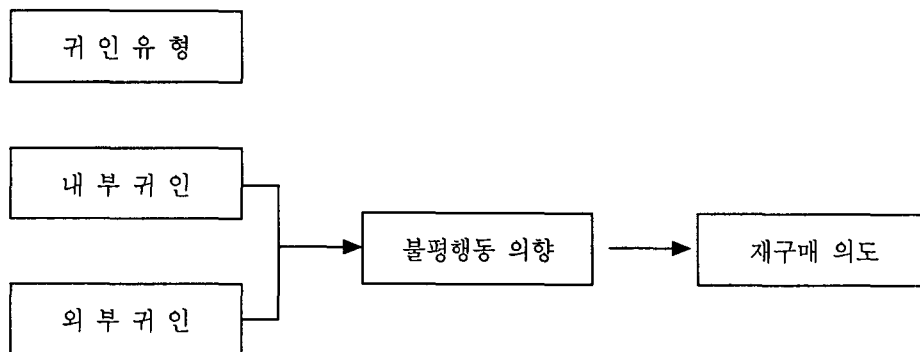 귀 인 유 형
내 부 귀 인
불평행동 의향
재구매 의도
외 부 귀 인